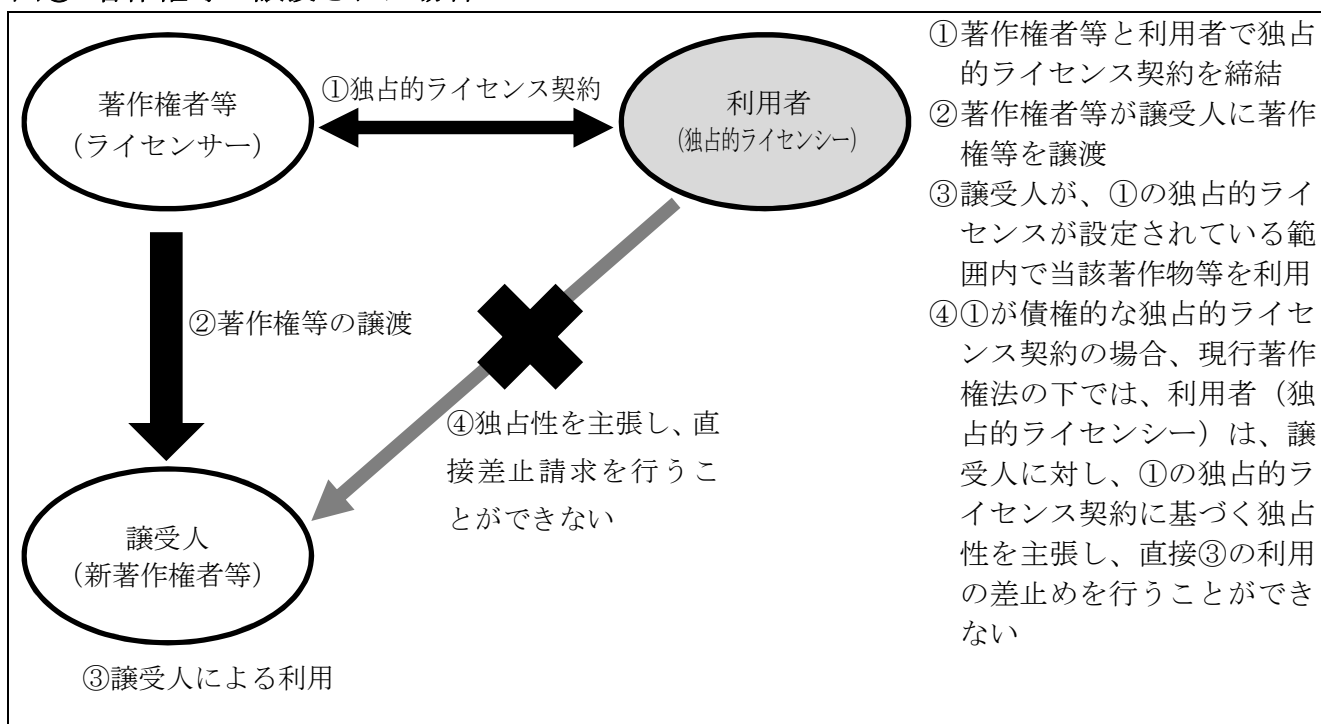 著作権者等
(ライセンサー)
①独占的ライセンス契約
利用者
(独占的ライセンシー)
②著作権等の譲渡
④独占性を主張し、直
接差止請求を行うこ
とができない
譲受人
(新著作権者等)
③譲受人による利用
①著作権者等と利用者で独占
的ライセンス契約を締結
②著作権者等が譲受人に著作
権等を譲渡
③譲受人が、①の独占的ライ
センスが設定されている範
囲内で当該著作物等を利用
④①が債権的な独占的ライセ
ンス契約の場合、現行著作
権法の下では、利用者（独
占的ライセンシー）は、譲
受人に対し、①の独占的ラ
イセンス契約に基づく独占
性を主張し、直接③の利用
の差止めを行うことができ
ない